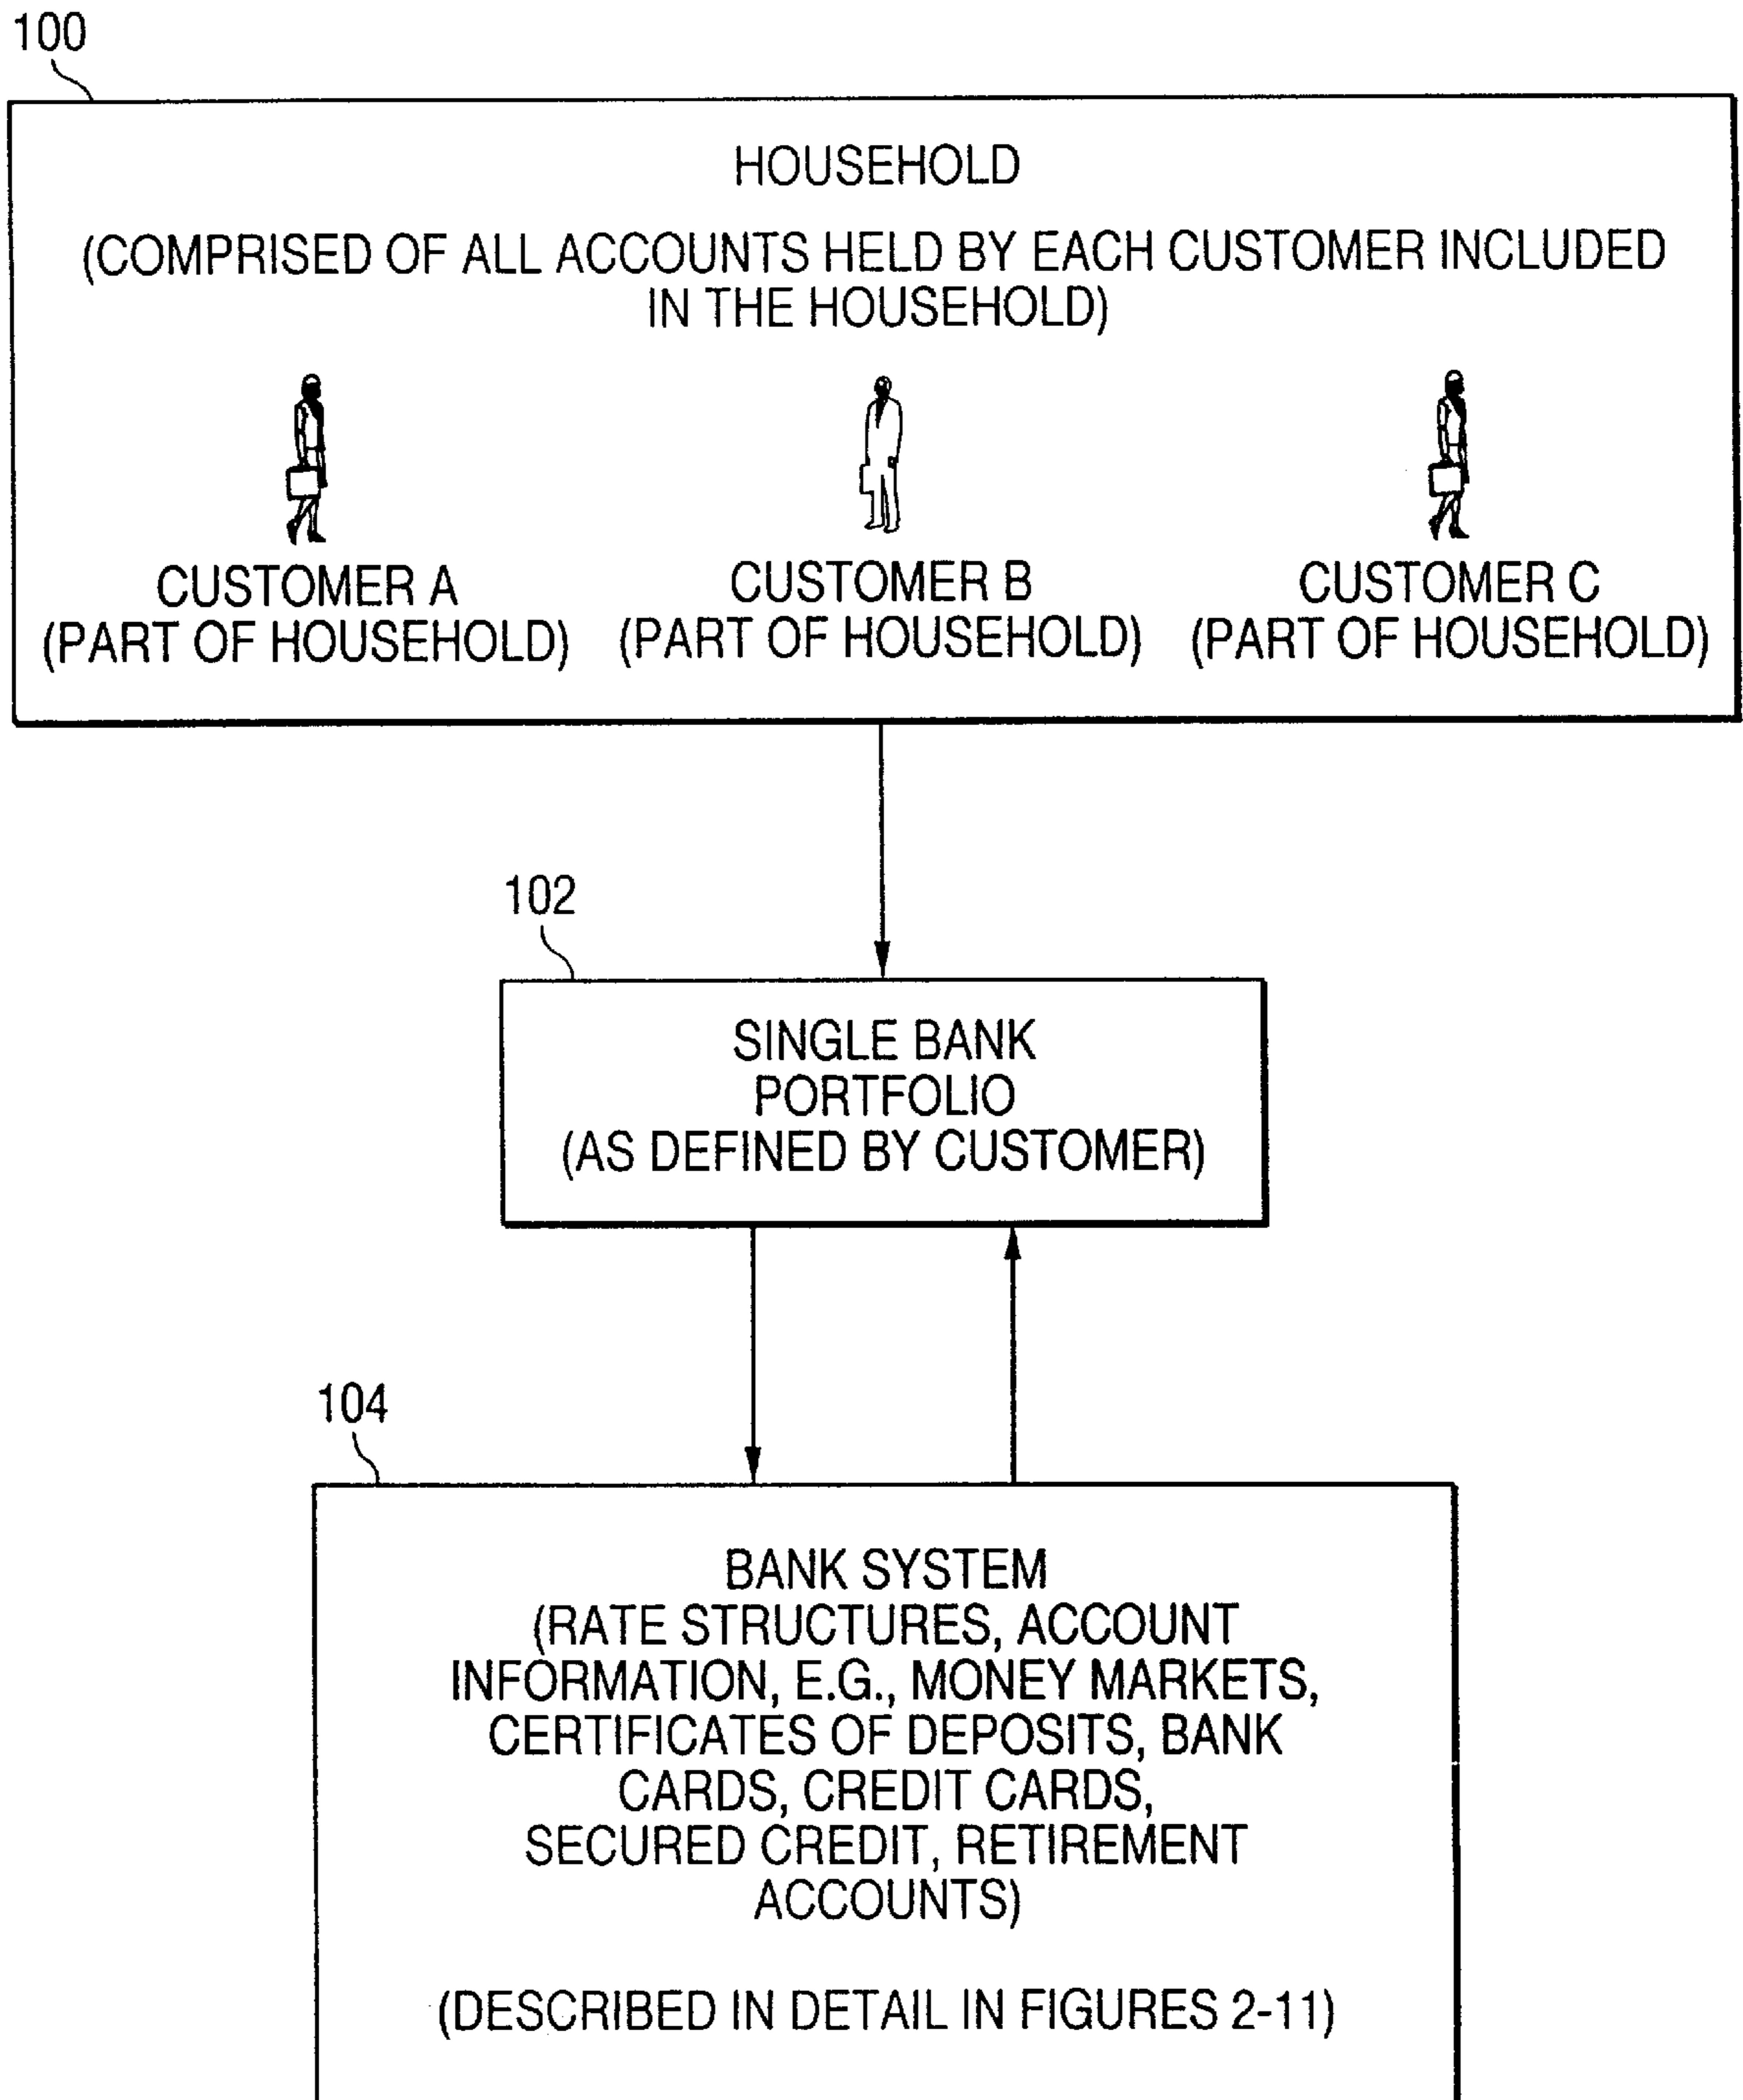 100
HOUSEHOLD
(COMPRISED OF ALL ACCOUNTS HELD BY EACH CUSTOMER INCLUDED
IN THE HOUSEHOLD)
CUSTOMER A
(PART OF HOUSEHOLD)
CUSTOMER B
(PART OF HOUSEHOLD)
CUSTOMER C
(PART OF HOUSEHOLD)
102
SINGLE BANK
PORTFOLIO
(AS DEFINED BY CUSTOMER)
104
BANK SYSTEM
(RATE STRUCTURES, ACCOUNT
INFORMATION, E.G., MONEY MARKETS,
CERTIFICATES OF DEPOSITS, BANK
CARDS, CREDIT CARDS,
SECURED CREDIT, RETIREMENT
ACCOUNTS)
(DESCRIBED IN DETAIL IN FIGURES 2-11)